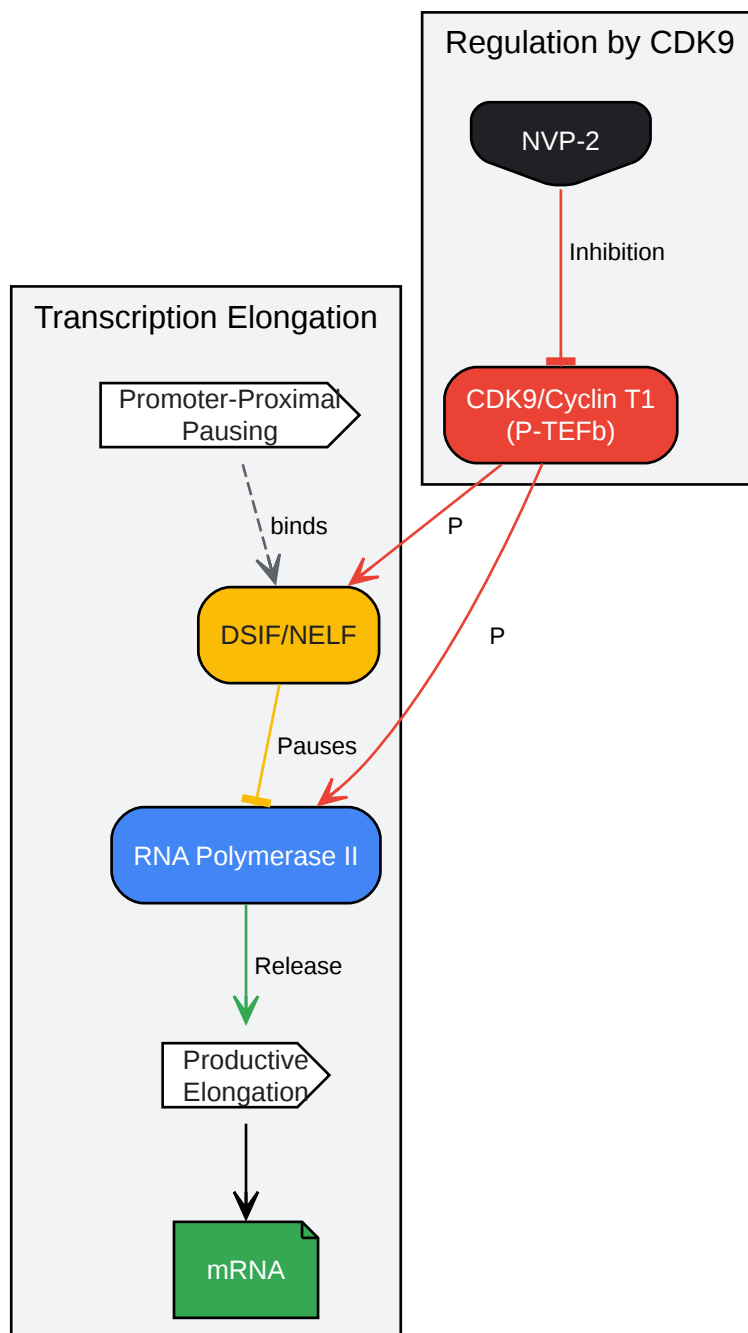 Regulation by CDK9
NVP-2
Inhibition
CDK9/Cyclin T1
(P-TEFb)
Transcription Elongation
Promoter-Proximal
Pausing
binds
P
DSIF/NELF
P
Pauses
RNA Polymerase II
Release
Productive
Elongation
mRNA